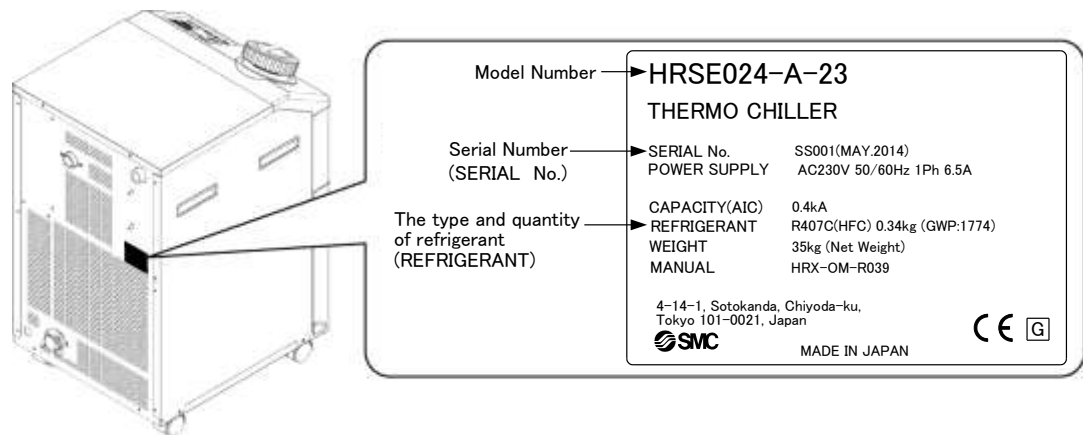 Model Number
HRSE024-A-23
THERMO CHILLER
Serial Number
(SERIAL No.)
SERIAL No. SS001(MAY.2014)
POWER SUPPLY AC230V 50/60Hz 1Ph 6.5A
The type and quantity
of refrigerant
(REFRIGERANT)
CAPACITY(AIC) 0.4kA
REFRIGERANT R407C(HFC) 0.34kg (GWP:1774)
WEIGHT 35kg (Net Weight)
MANUAL HRX-OM-R039
4-14-1, Sotokanda, Chiyoda-ku,
Tokyo 101-0021, Japan
SMC
MADE IN JAPAN
CE G